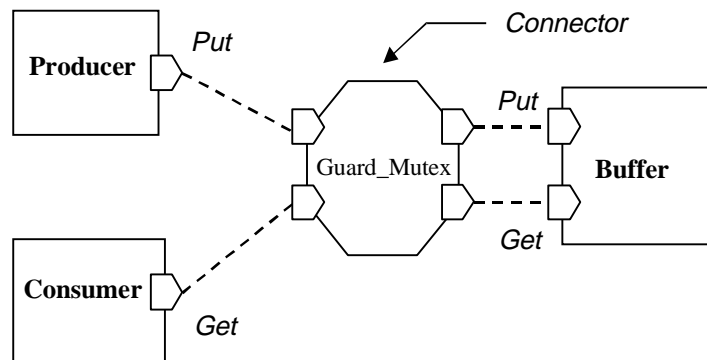 Put
Connector
Producer
Put
Guard_Mutex
Buffer
Get
Consumer
Get